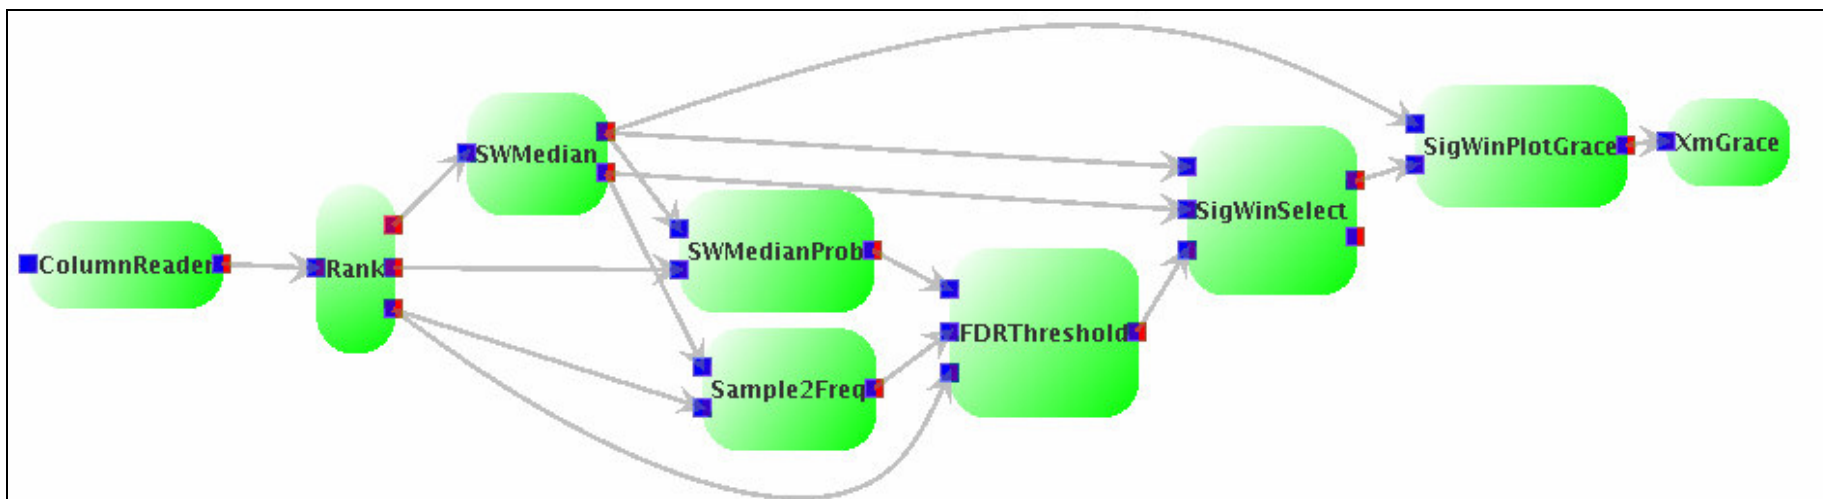 ColumnReader
Rank
SWMedian
SWMedianProb
Sample2Freq
FDRThreshold
SigWinSelect
SigWinPlotGrace
XmGrace